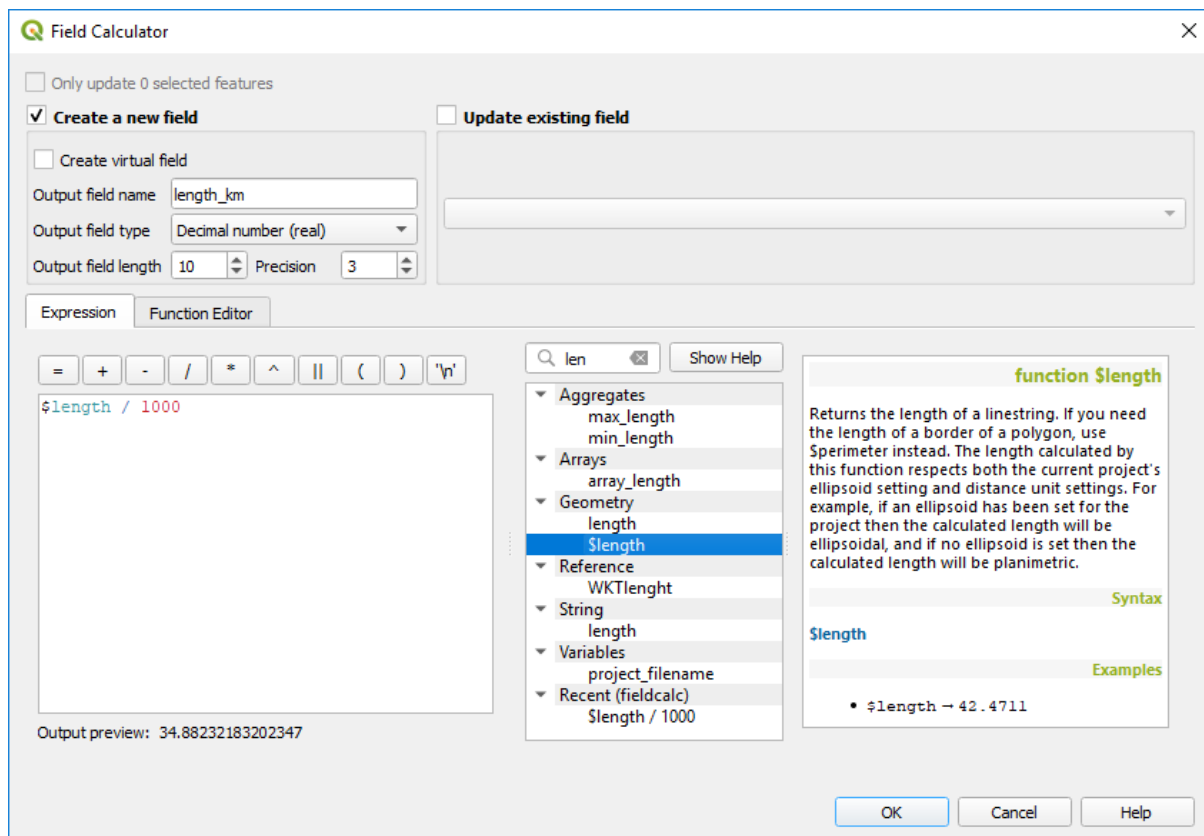 Field Calculator
Only update 0 selected features
Create a new field
Update existing field
Create virtual field
Output field name length_km
Output field type Decimal number (real)
Output field length 10 Precision 3
Expression Function Editor
= + - / * ^ || ( ) '\n'
$length / 1000
Output preview: 34.88232183202347
len Show Help
Aggregates
max_length
min_length
Arrays
array_length
Geometry
length
$length
Reference
WKTlenght
String
length
Variables
project_filename
Recent (fieldcalc)
$length / 1000
function $length
Returns the length of a linestring. If you need
the length of a border of a polygon, use
$perimeter instead. The length calculated by
this function respects both the current project's
ellipsoid setting and distance unit settings. For
example, if an ellipsoid has been set for the
project then the calculated length will be
ellipsoidal, and if no ellipsoid is set then the
calculated length will be planimetric.
Syntax
$length
Examples
• $length → 42.4711
OK Cancel Help